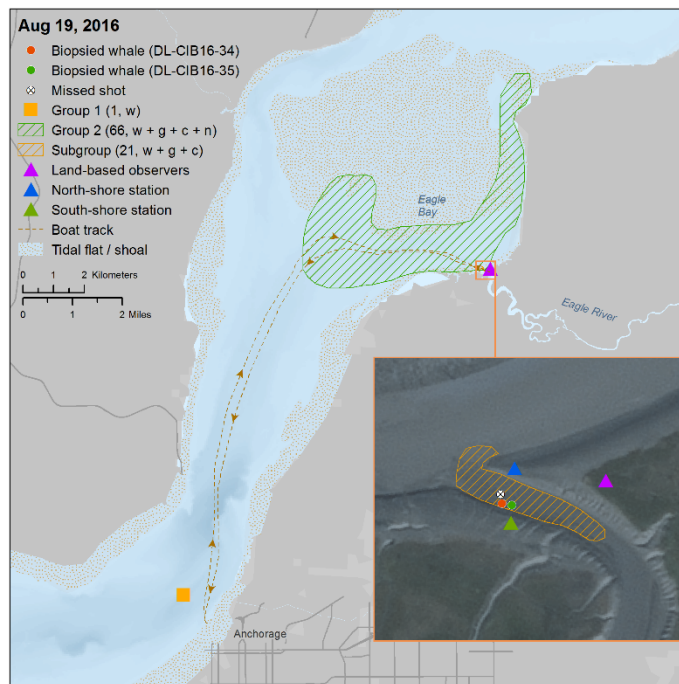 Aug 19, 2016
Biopsied whale (DL-CIB16-34)
Biopsied whale (DL-CIB16-35)
Missed shot
Group 1 (1, w)
Group 2 (66, w + g + c + n)
Subgroup (21, w + g + c)
Land-based observers
North-shore station
South-shore station
Boat track
Tidal flat / shoal
0 1 2 Kilometers
0 1 2 Miles
Eagle
Bay
Eagle River
Anchorage